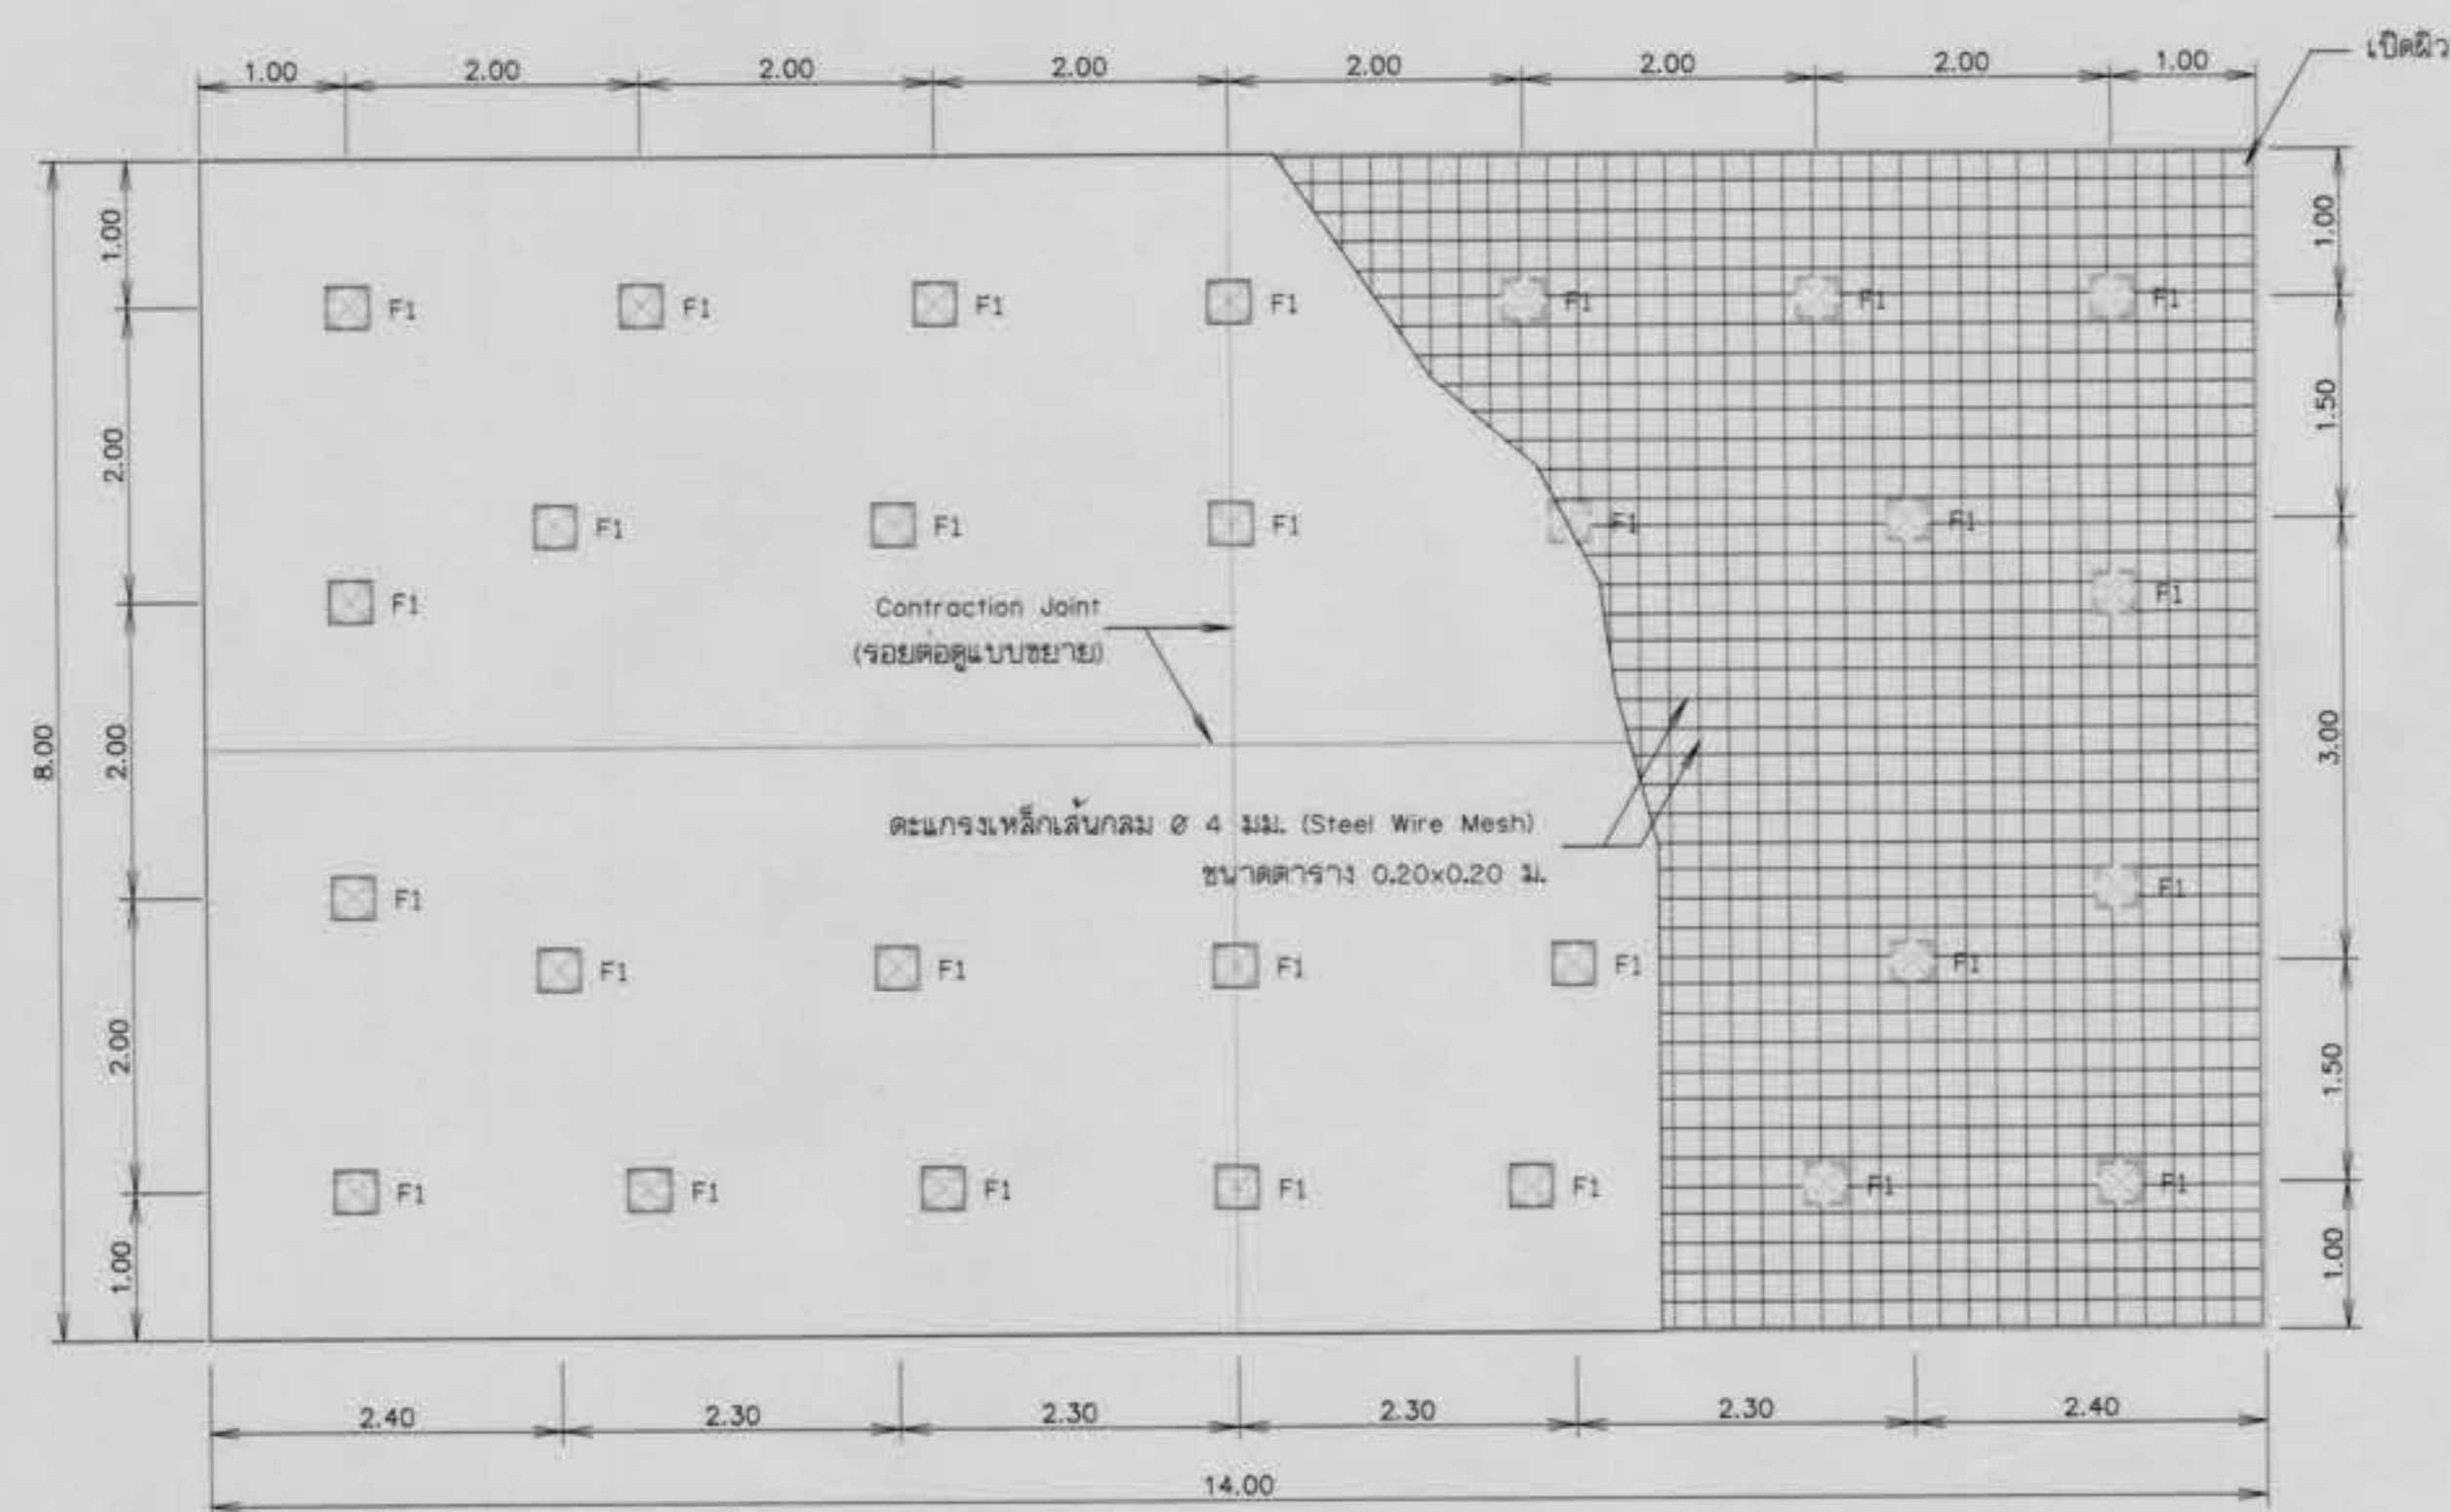 1.00 2.00 2.00 2.00 2.00 2.00 2.00 1.00
เปิดผิว
1.00
1.00
F1 F1 F1 F1 F1 F1 F1
2.00
1.50
F1 F1 F1 F1 F1
F1 F1
Contraction Joint
(รอยต่อดูแบบขยาย)
8.00
2.00
3.00
ตะแกรงเหล็กเส้นกลม ø 4 มม. (Steel Wire Mesh)
ขนาดตาราง 0.20x0.20 ม.
F1 F1
F1 F1 F1 F1 F1
2.00
1.50
F1 F1 F1 F1 F1 F1 F1
1.00
1.00
2.40 2.30 2.30 2.30 2.30 2.40
14.00